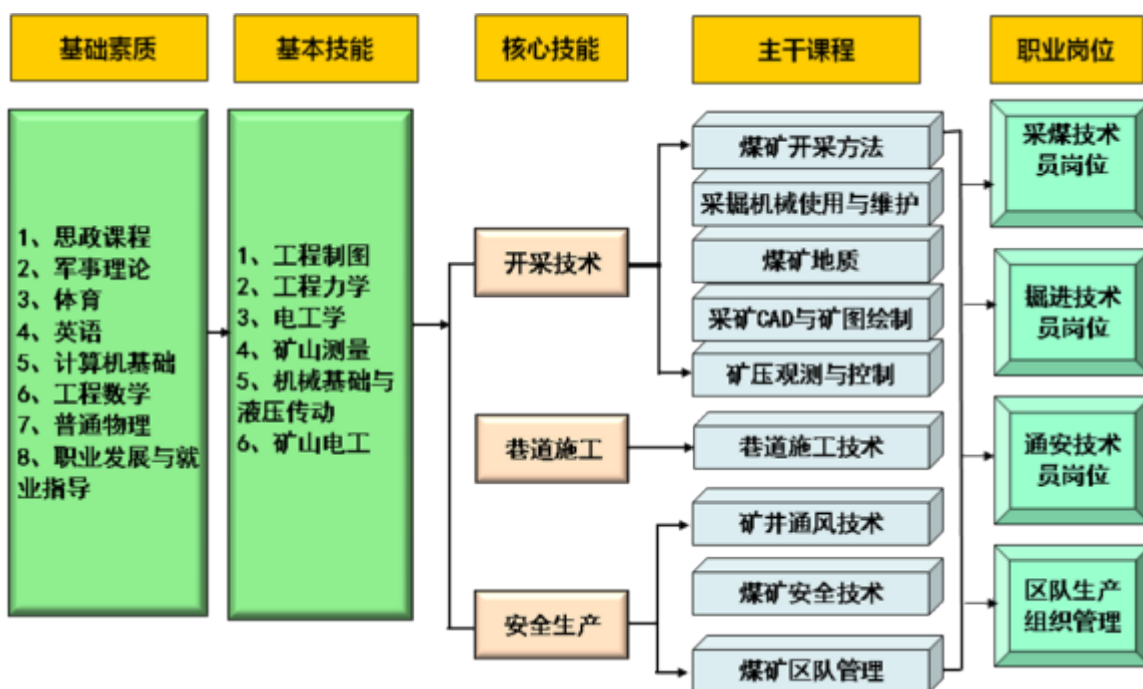 基础素质
基本技能
核心技能
主干课程
职业岗位
1、思政课程
2、军事理论
3、体育
4、英语
5、计算机基础
6、工程数学
7、普通物理
8、职业发展与就
业指导
1、工程制图
2、工程力学
3、电工学
4、矿山测量
5、机械基础与
液压传动
6、矿山电工
开采技术
巷道施工
安全生产
煤矿开采方法
采掘机械使用与维护
煤矿地质
采矿CAD与矿图绘制
矿压观测与控制
巷道施工技术
矿井通风技术
煤矿安全技术
煤矿区队管理
采煤技术
员岗位
掘进技术
员岗位
通安技术
员岗位
区队生产
组织管理